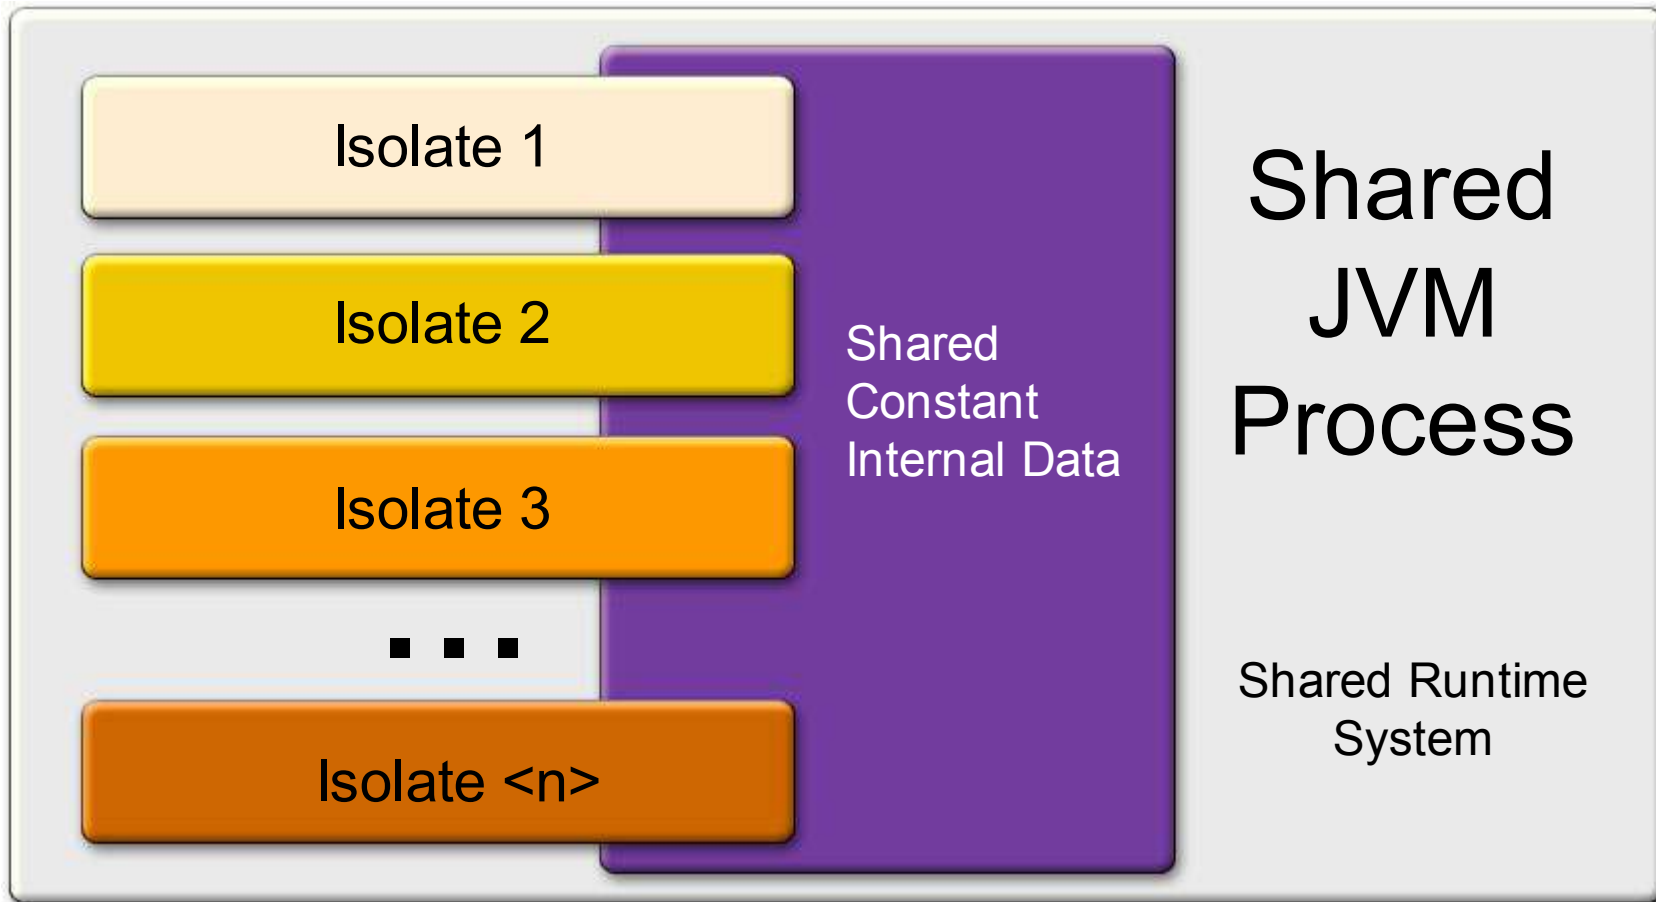 Isolate 1
Isolate 2
Isolate 3
...
Isolate <n>
Shared
Constant
Internal Data
Shared
JVM
Process
Shared Runtime
System